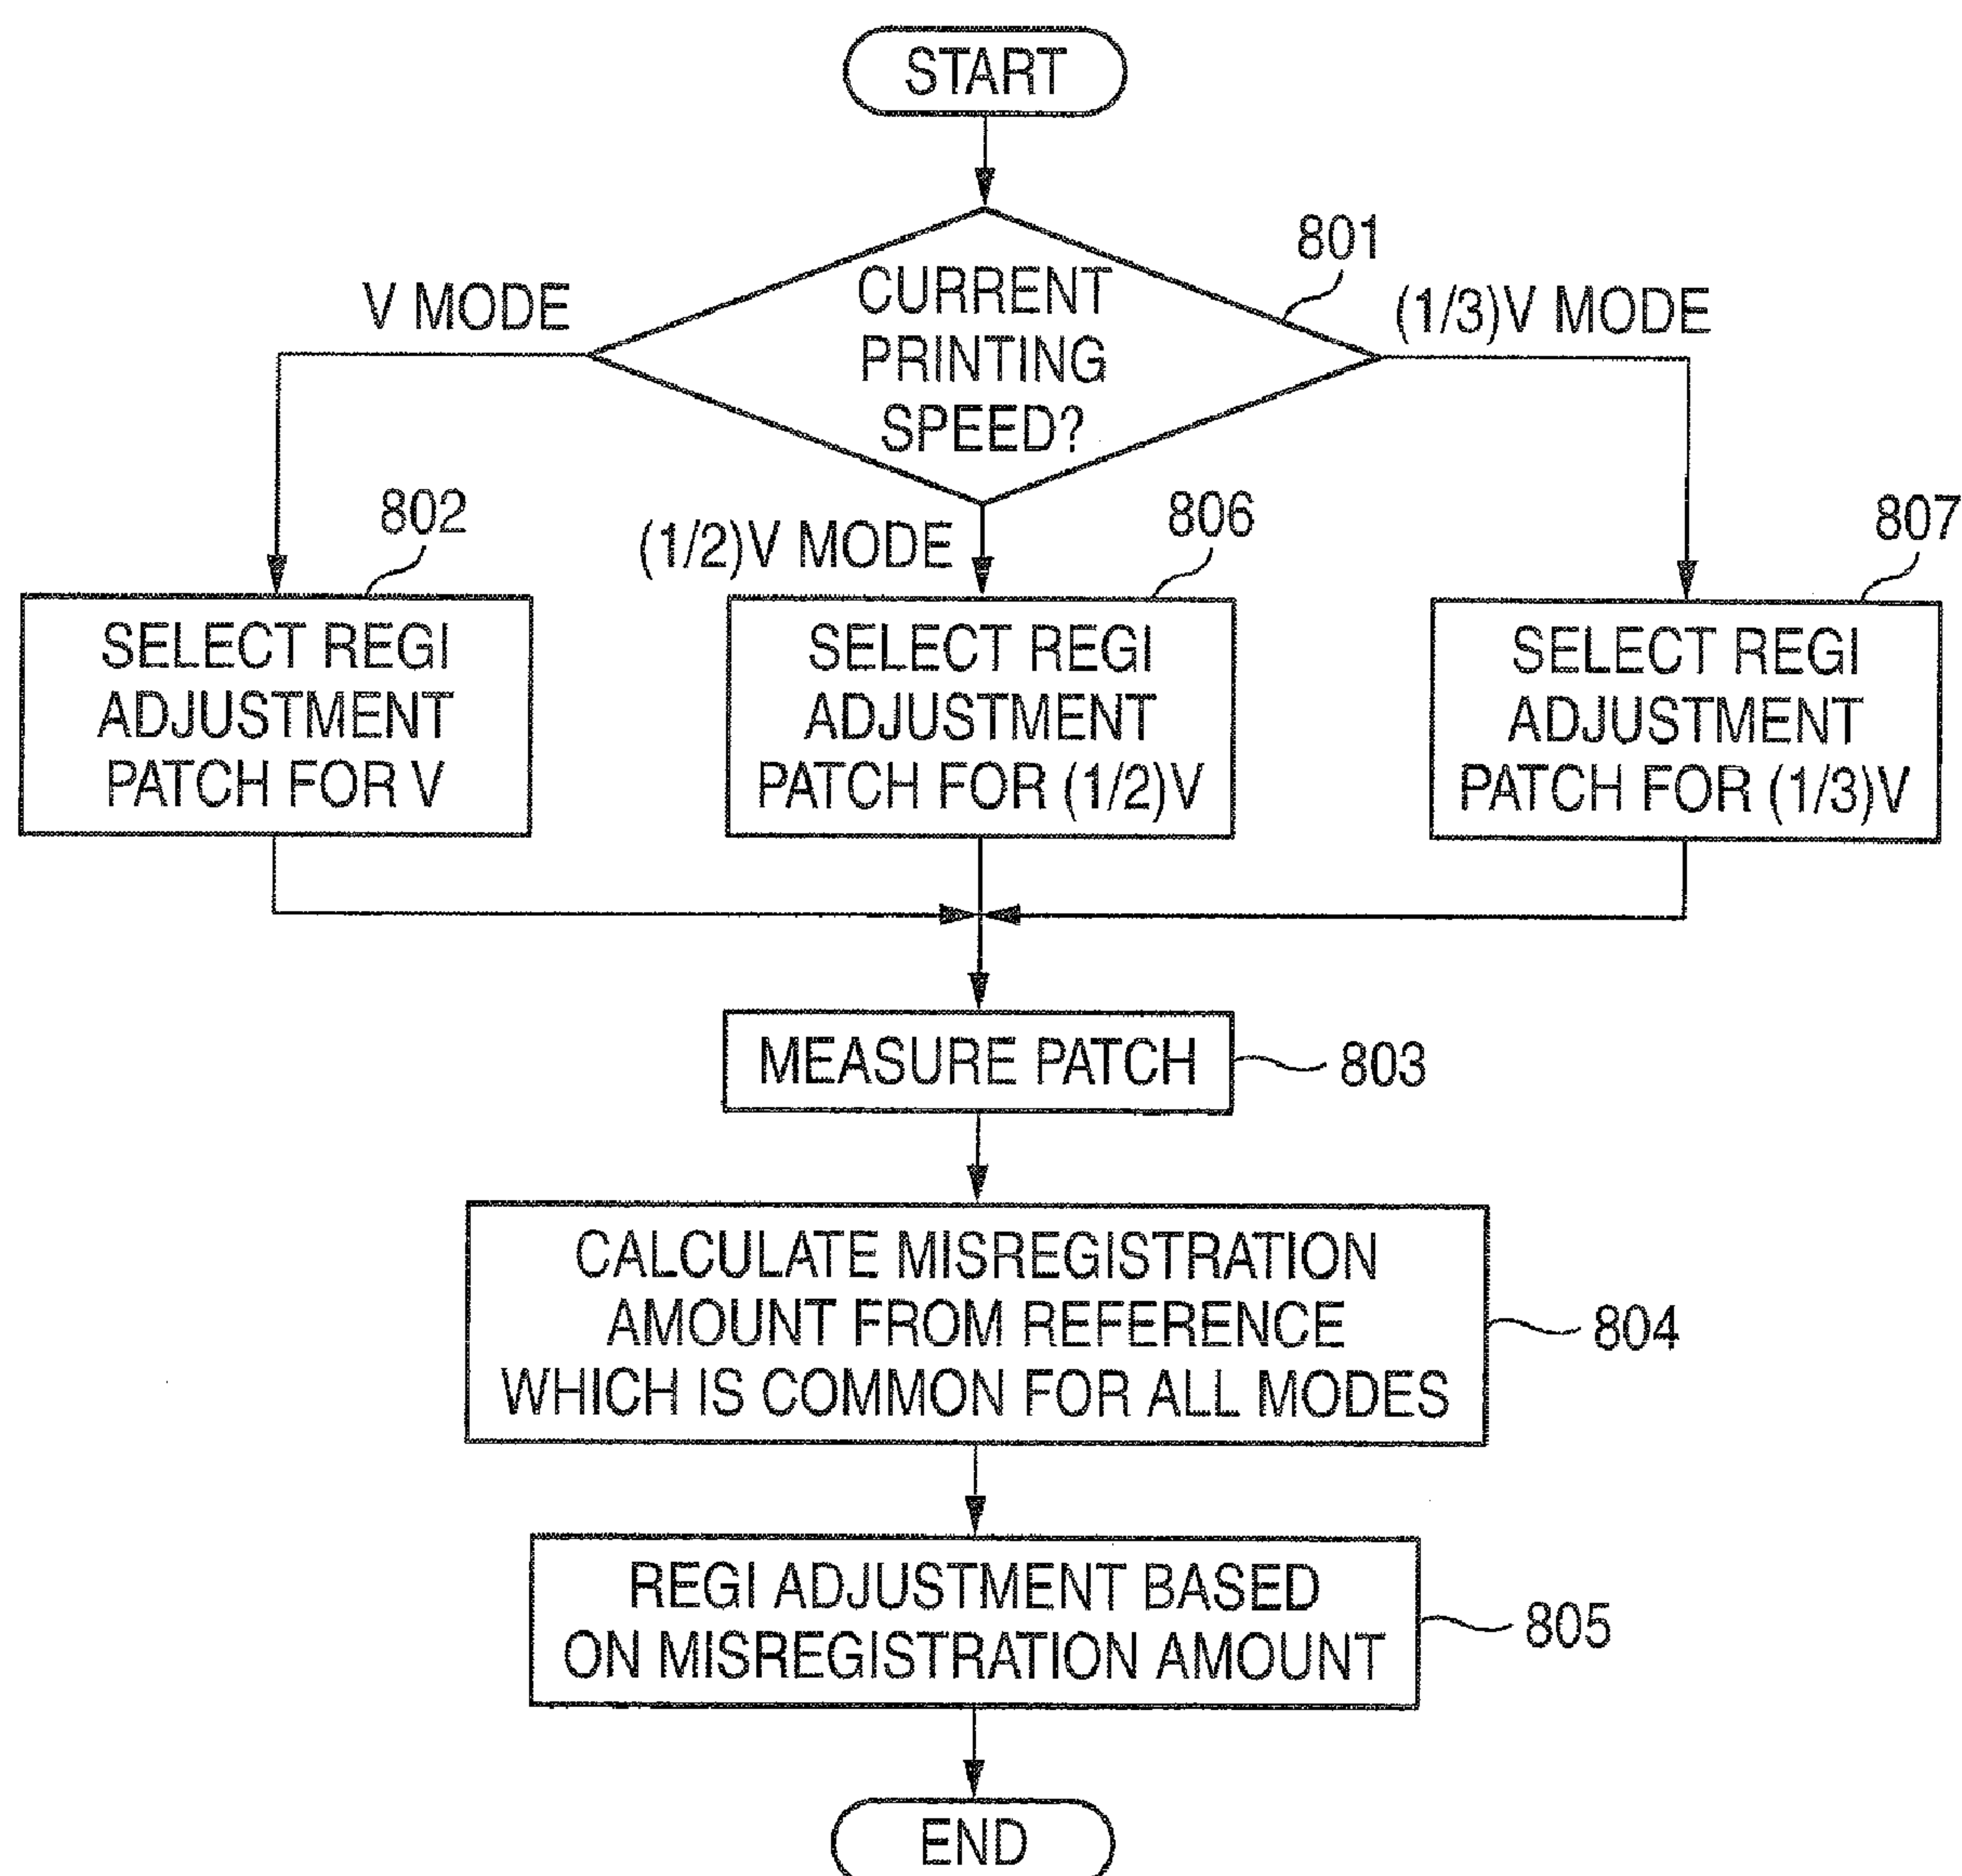 START
801
CURRENT
PRINTING
SPEED?
V MODE
(1/3)V MODE
(1/2)V MODE
802
SELECT REGI
ADJUSTMENT
PATCH FOR V
806
SELECT REGI
ADJUSTMENT
PATCH FOR (1/2)V
807
SELECT REGI
ADJUSTMENT
PATCH FOR (1/3)V
MEASURE PATCH
803
CALCULATE MISREGISTRATION
AMOUNT FROM REFERENCE
WHICH IS COMMON FOR ALL MODES
804
REGI ADJUSTMENT BASED
ON MISREGISTRATION AMOUNT
805
END